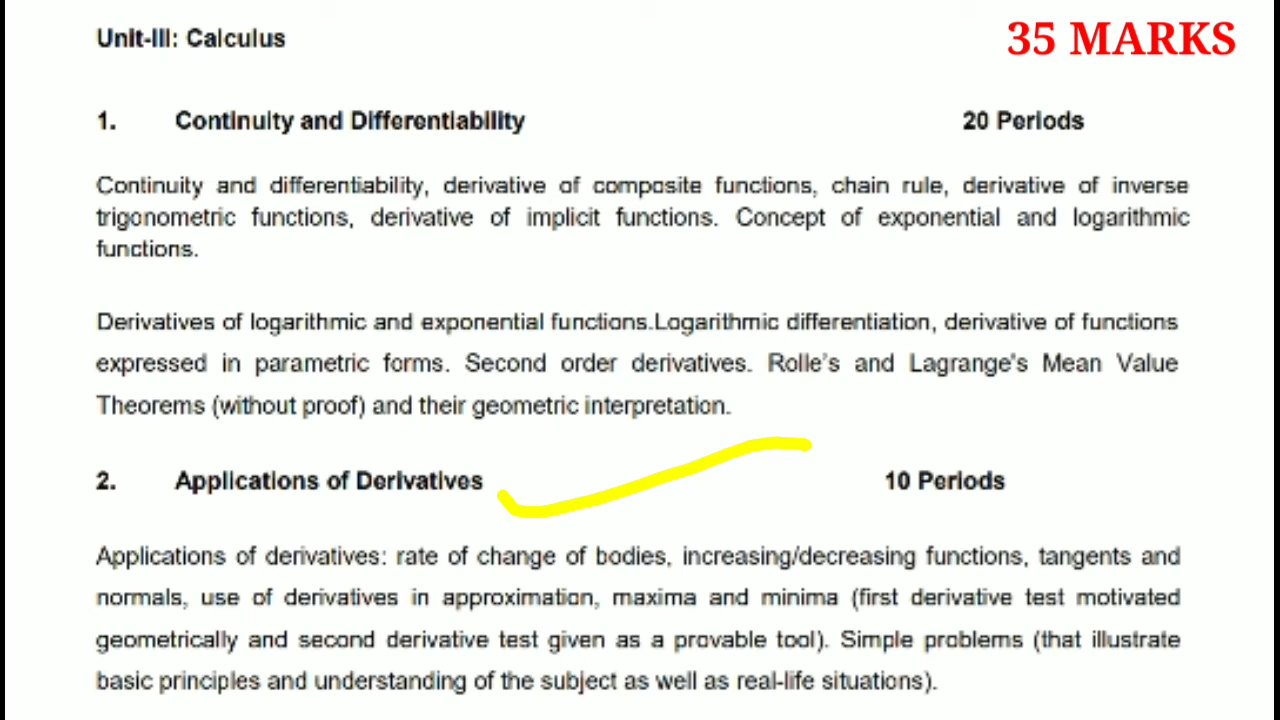 Unit-III: Calculus 35 MARKS
1. Continuity and Differentiability 20 Periods
Continuity and differentiability, derivative of composite functions, chain rule, derivative of inverse
trigonometric functions, derivative of implicit functions. Concept of exponential and logarithmic
functions.
Derivatives of logarithmic and exponential functions.Logarithmic differentiation, derivative of functions
expressed in parametric forms. Second order derivatives. Rolle's and Lagrange's Mean Value
Theorems (without proof) and their geometric interpretation.
2. Applications of Derivatives 10 Periods
Applications of derivatives: rate of change of bodies, increasing/decreasing functions, tangents and
normals, use of derivatives in approximation, maxima and minima (first derivative test motivated
geometrically and second derivative test given as a provable tool). Simple problems (that illustrate
basic principles and understanding of the subject as well as real-life situations).